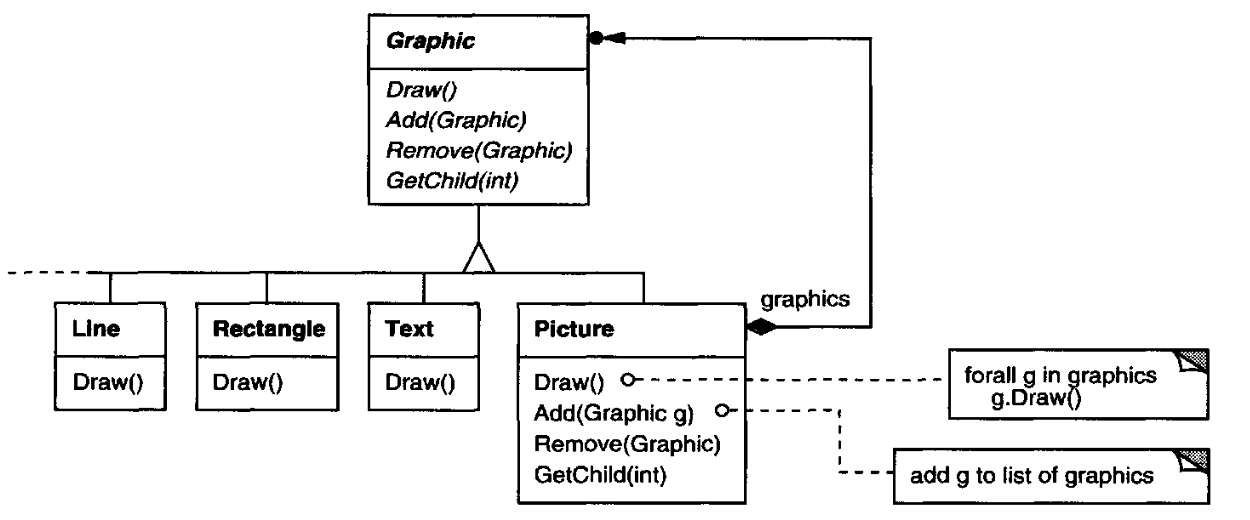 Graphic
Draw()
Add(Graphic)
Remove(Graphic)
GetChild(int)
graphics
Line
Draw()
Rectangle
Draw()
Text
Draw()
Picture
Draw()
Add(Graphic g)
Remove(Graphic)
GetChild(int)
forall g in graphics
g.Draw()
add g to list of graphics